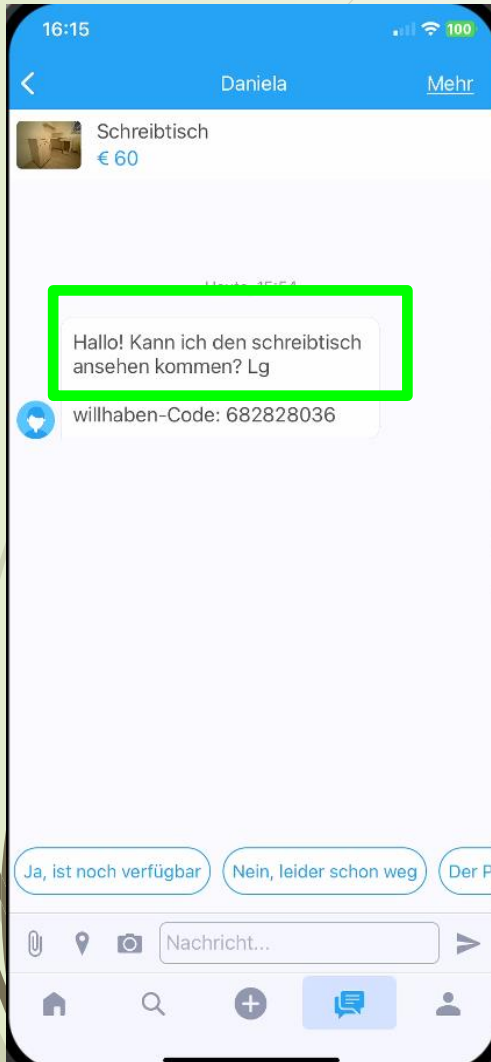 16:15
100
Daniela
Mehr
Schreibtisch
€ 60
Hallo! Kann ich den schreibtisch
ansehen kommen? Lg
willhaben-Code: 682828036
Ja, ist noch verfügbar
Nein, leider schon weg
Der P
Nachricht...